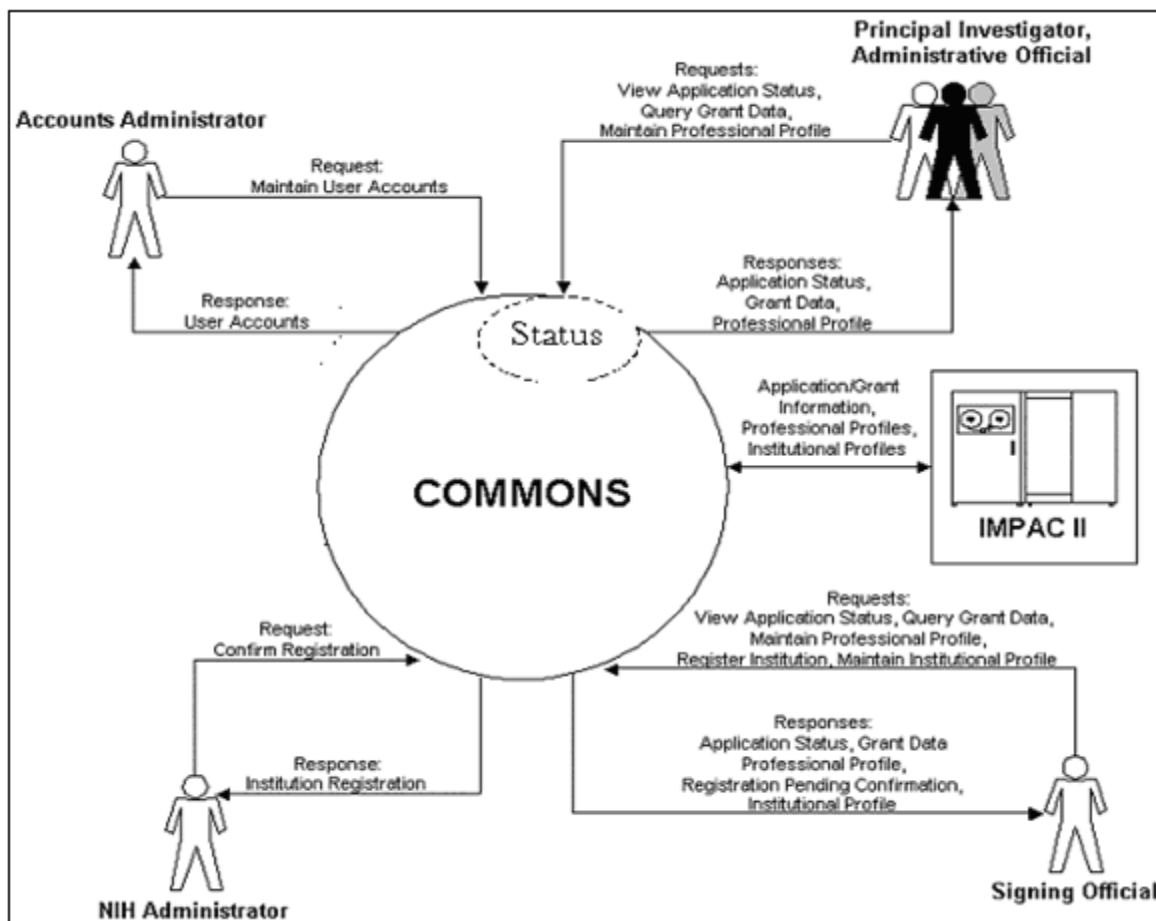 Principal Investigator,
Administrative Official
Requests:
View Application Status,
Query Grant Data,
Maintain Professional Profile
Accounts Administrator
Request:
Maintain User Accounts
Response:
User Accounts
Responses:
Application Status,
Grant Data,
Professional Profile
Status
Application/Grant
Information,
Professional Profiles,
Institutional Profiles
COMMONS
IMPAC II
Request:
Confirm Registration
Requests:
View Application Status, Query Grant Data,
Maintain Professional Profile,
Register Institution, Maintain Institutional Profile
Response:
Institution Registration
Responses:
Application Status, Grant Data
Professional Profile,
Registration Pending Confirmation,
Institutional Profile
NIH Administrator
Signing Official